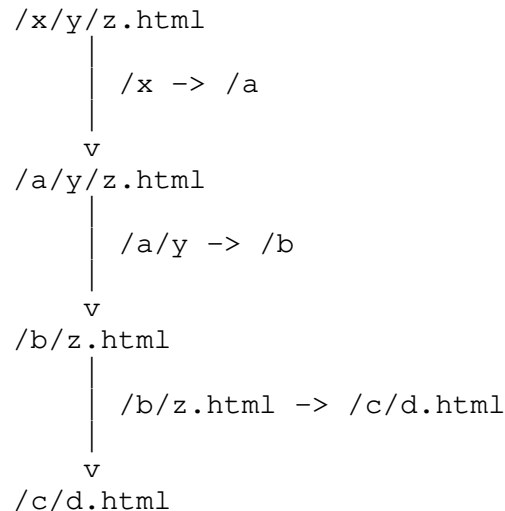 /x/y/z.html
/x -> /a
v
/a/y/z.html
/a/y -> /b
v
/b/z.html
/b/z.html -> /c/d.html
v
/c/d.html